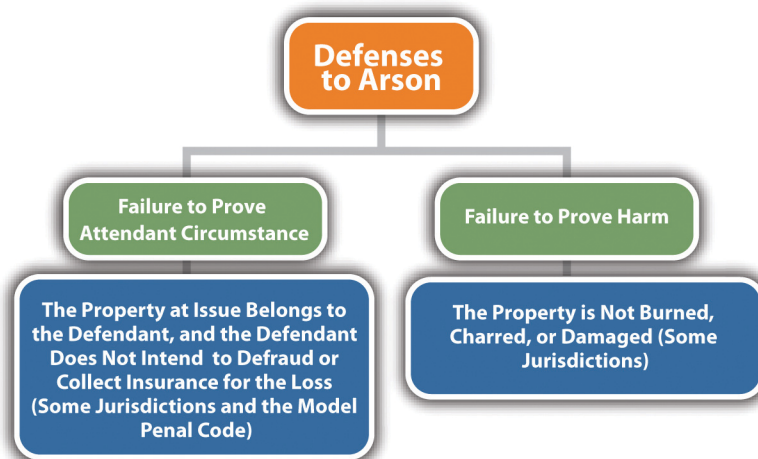 Defenses
to Arson
Failure to Prove
Attendant Circumstance
Failure to Prove Harm
The Property at Issue Belongs to
the Defendant, and the Defendant
Does Not Intend to Defraud or
Collect Insurance for the Loss
(Some Jurisdictions and the Model
Penal Code)
The Property is Not Burned,
Charred, or Damaged (Some
Jurisdictions)